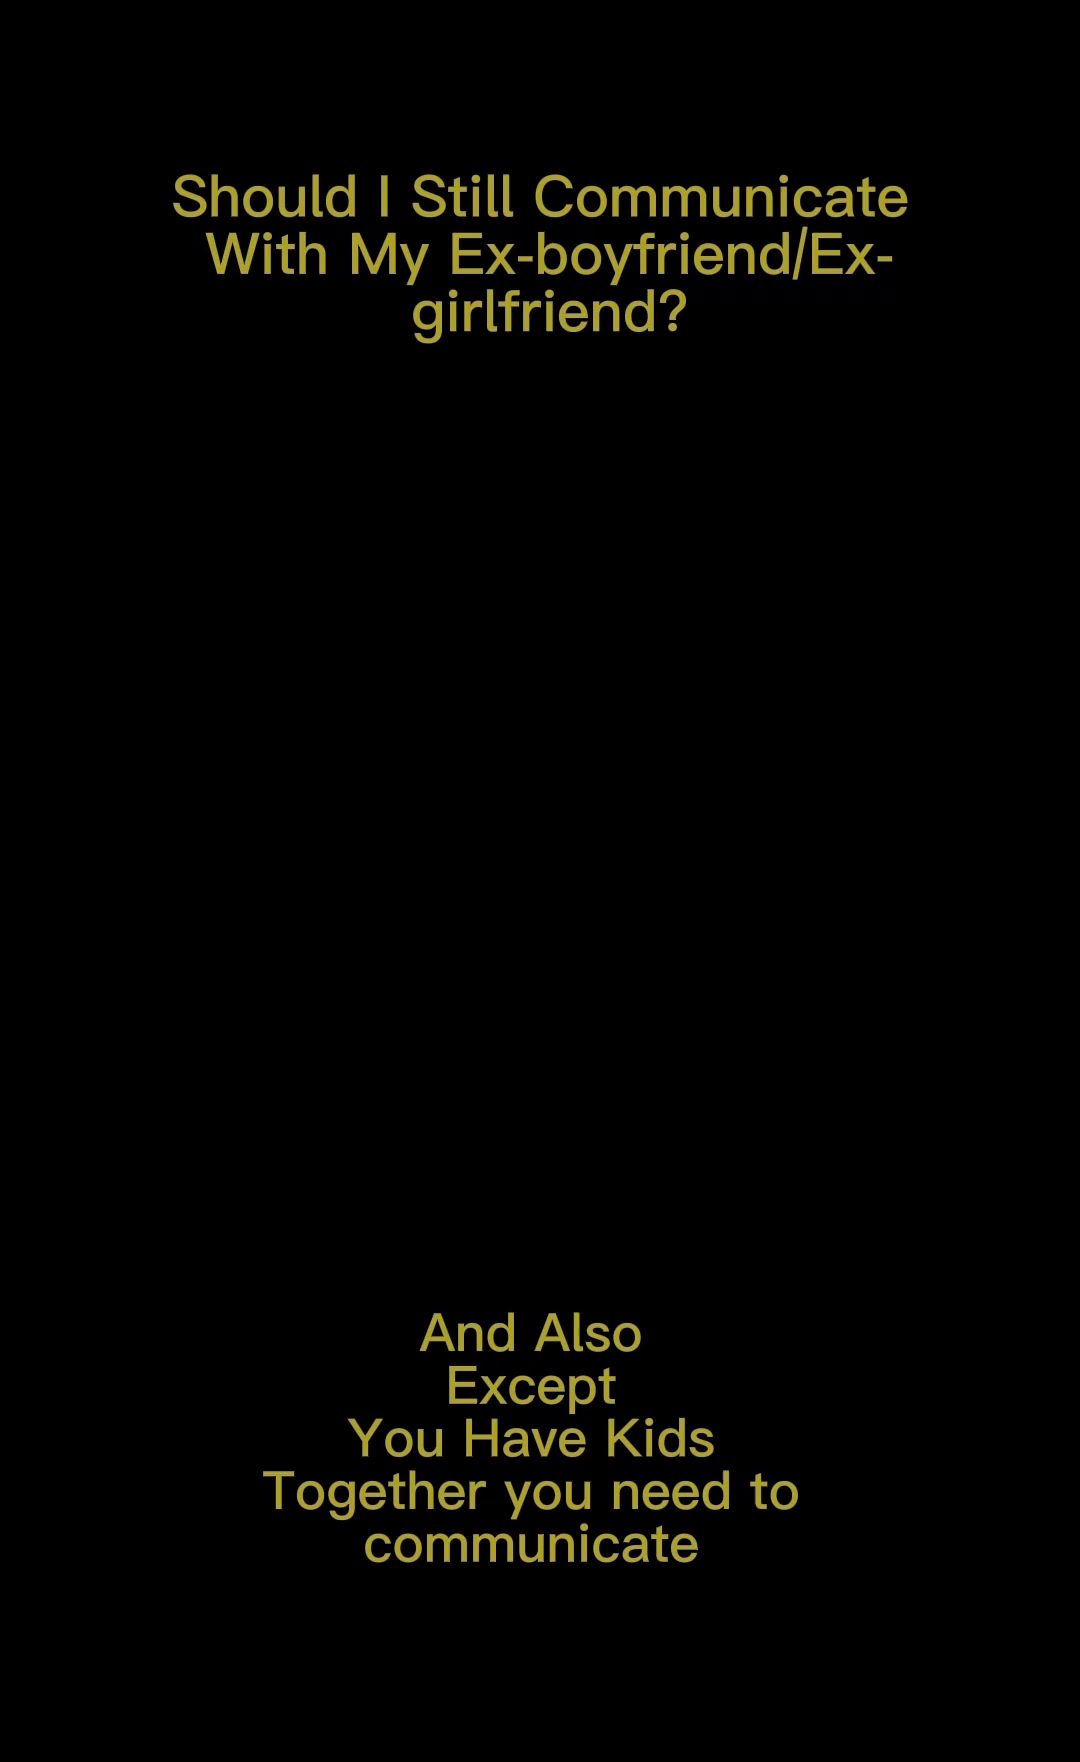 Should I Still Communicate
With My Ex-boyfriend/Ex-
girlfriend?
And Also
Except
You Have Kids
Together you need to
communicate